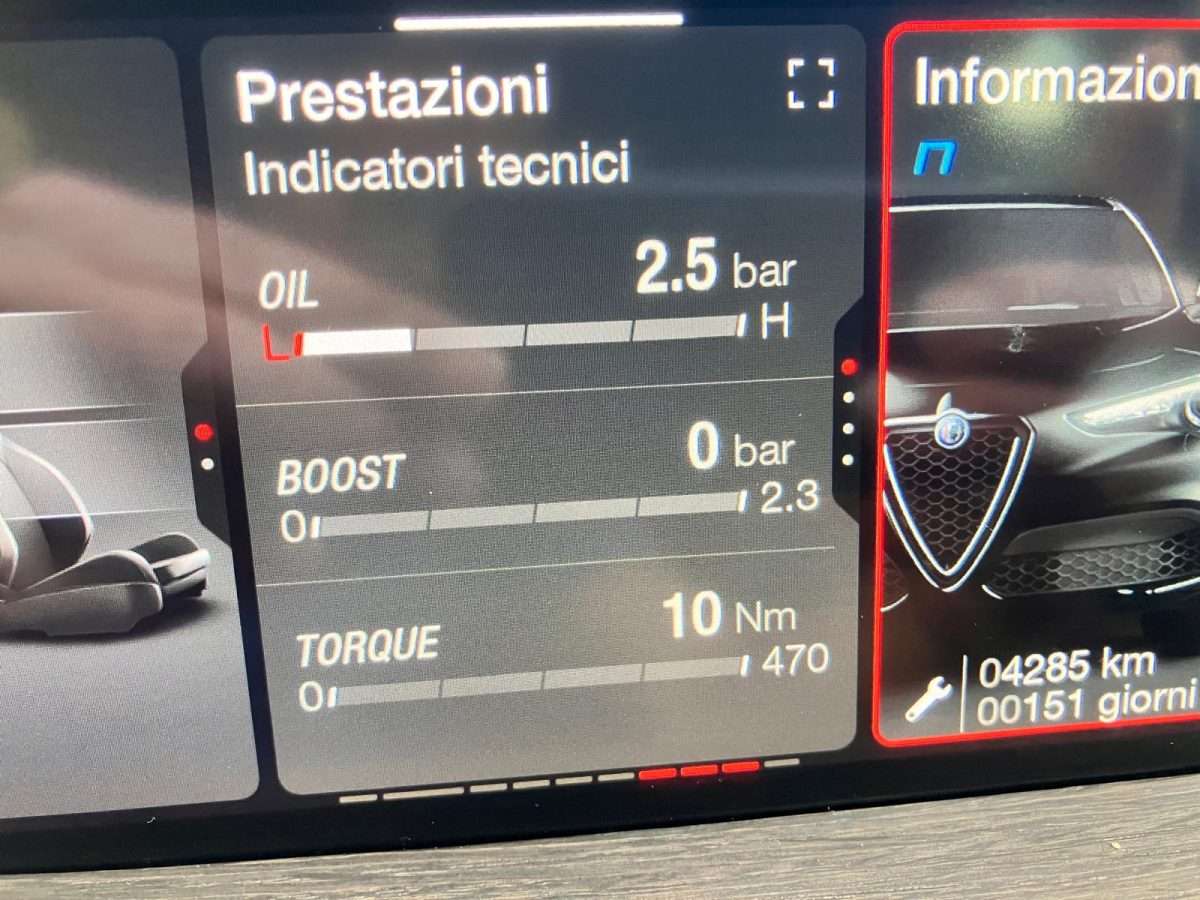 Prestazioni
Indicatori tecnici
OIL
2.5 bar
L
H
BOOST
0 bar
0
2.3
TORQUE
10 Nm
0
470
Informazion
n
04285 km
00151 giorni